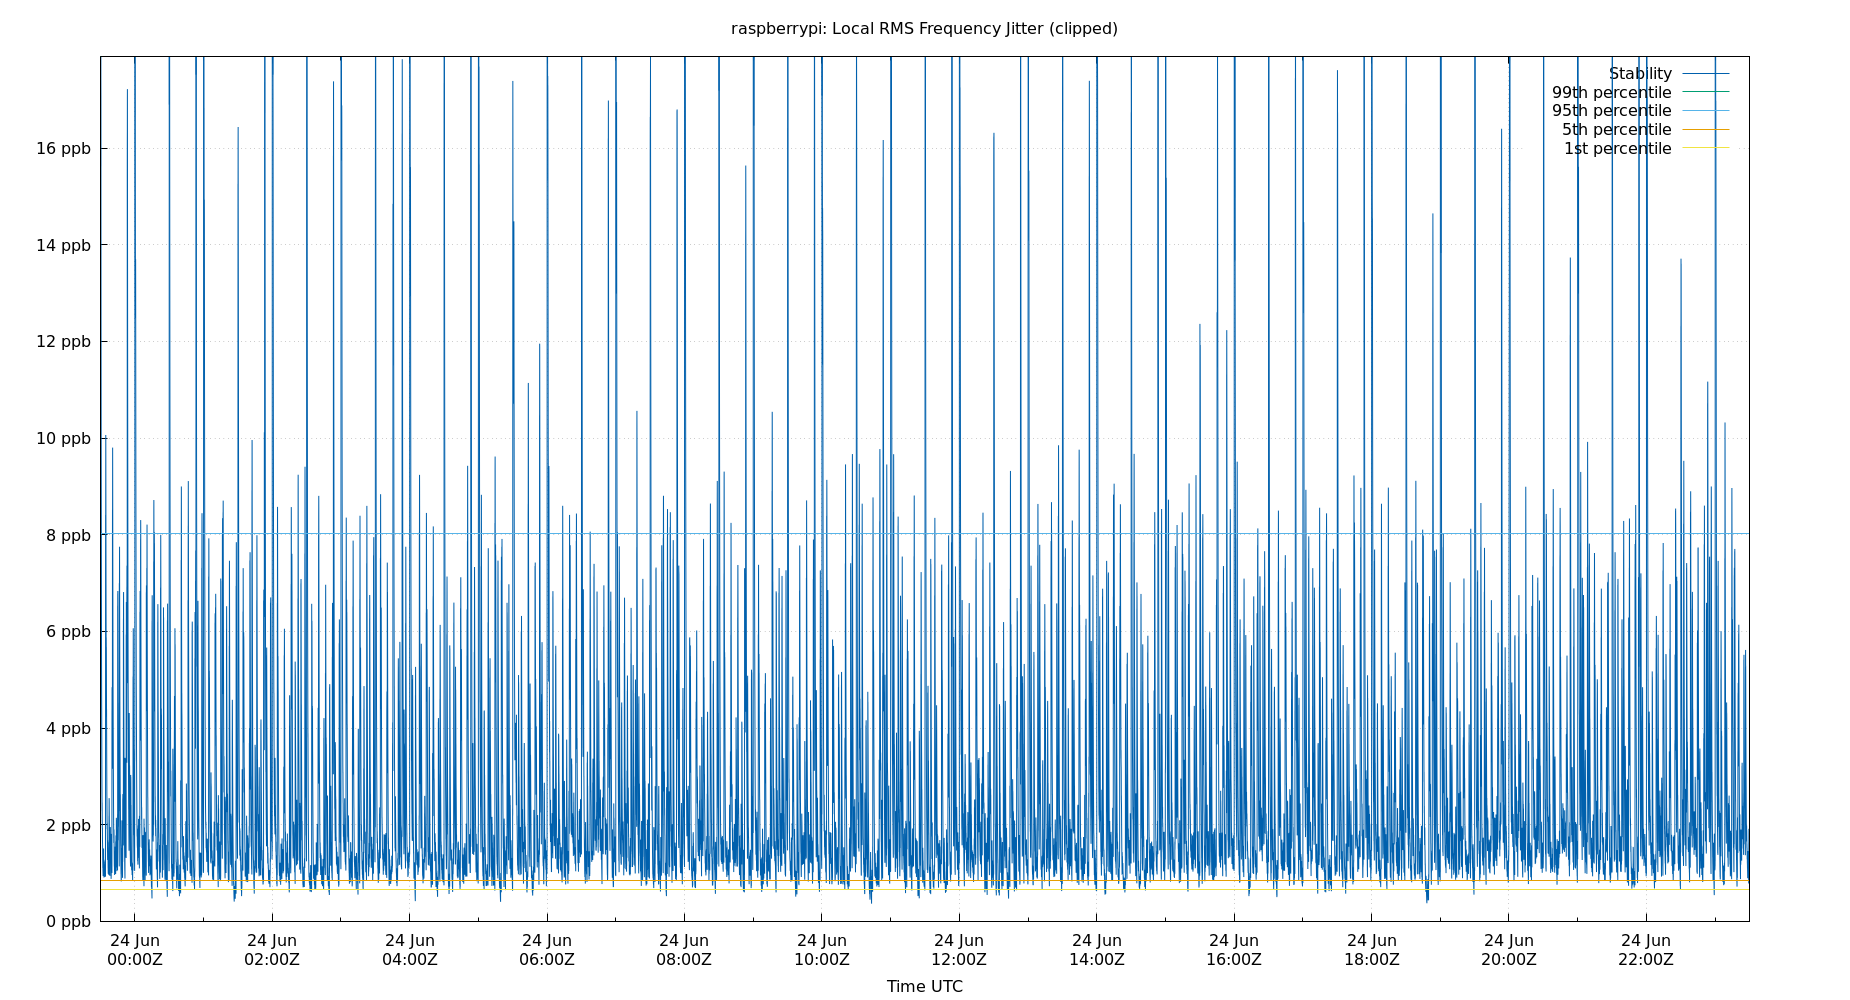 raspberrypi: Local RMS Frequency Jitter (clipped)
Stability
99th percentile
95th percentile
5th percentile
1st percentile
16 ppb
14 ppb
12 ppb
10 ppb
8 ppb
6 ppb
4 ppb
2 ppb
0 ppb
24 Jun 24 Jun 24 Jun 24 Jun 24 Jun 24 Jun 24 Jun 24 Jun 24 Jun 24 Jun 24 Jun 24 Jun
00:00Z 02:00Z 04:00Z 06:00Z 08:00Z 10:00Z 12:00Z 14:00Z 16:00Z 18:00Z 20:00Z 22:00Z
Time UTC